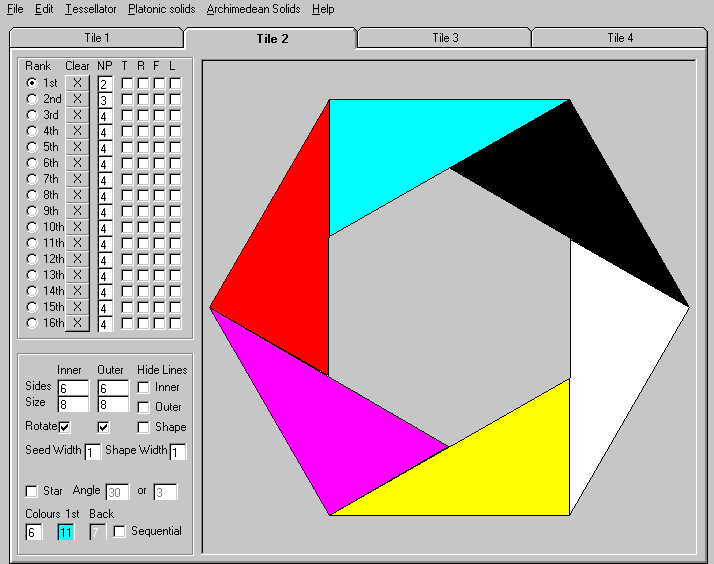 File Edit Tessellator Platonic solids Archimedean Solids Help
Tile 1 Tile 2 Tile 3 Tile 4
Rank Clear NP T R F L
1st X 2
2nd X 3
3rd X 4
4th X 4
5th X 4
6th X 4
7th X 4
8th X 4
9th X 4
10th X 4
11th X 4
12th X 4
13th X 4
14th X 4
15th X 4
16th X 4
Inner Outer Hide Lines
Sides 6 6 Inner
Size 8 8 Outer
Rotate Shape
Seed Width 1 Shape Width 1
Star Angle 30 or 3
Colours 1st Back
6 11 7 Sequential